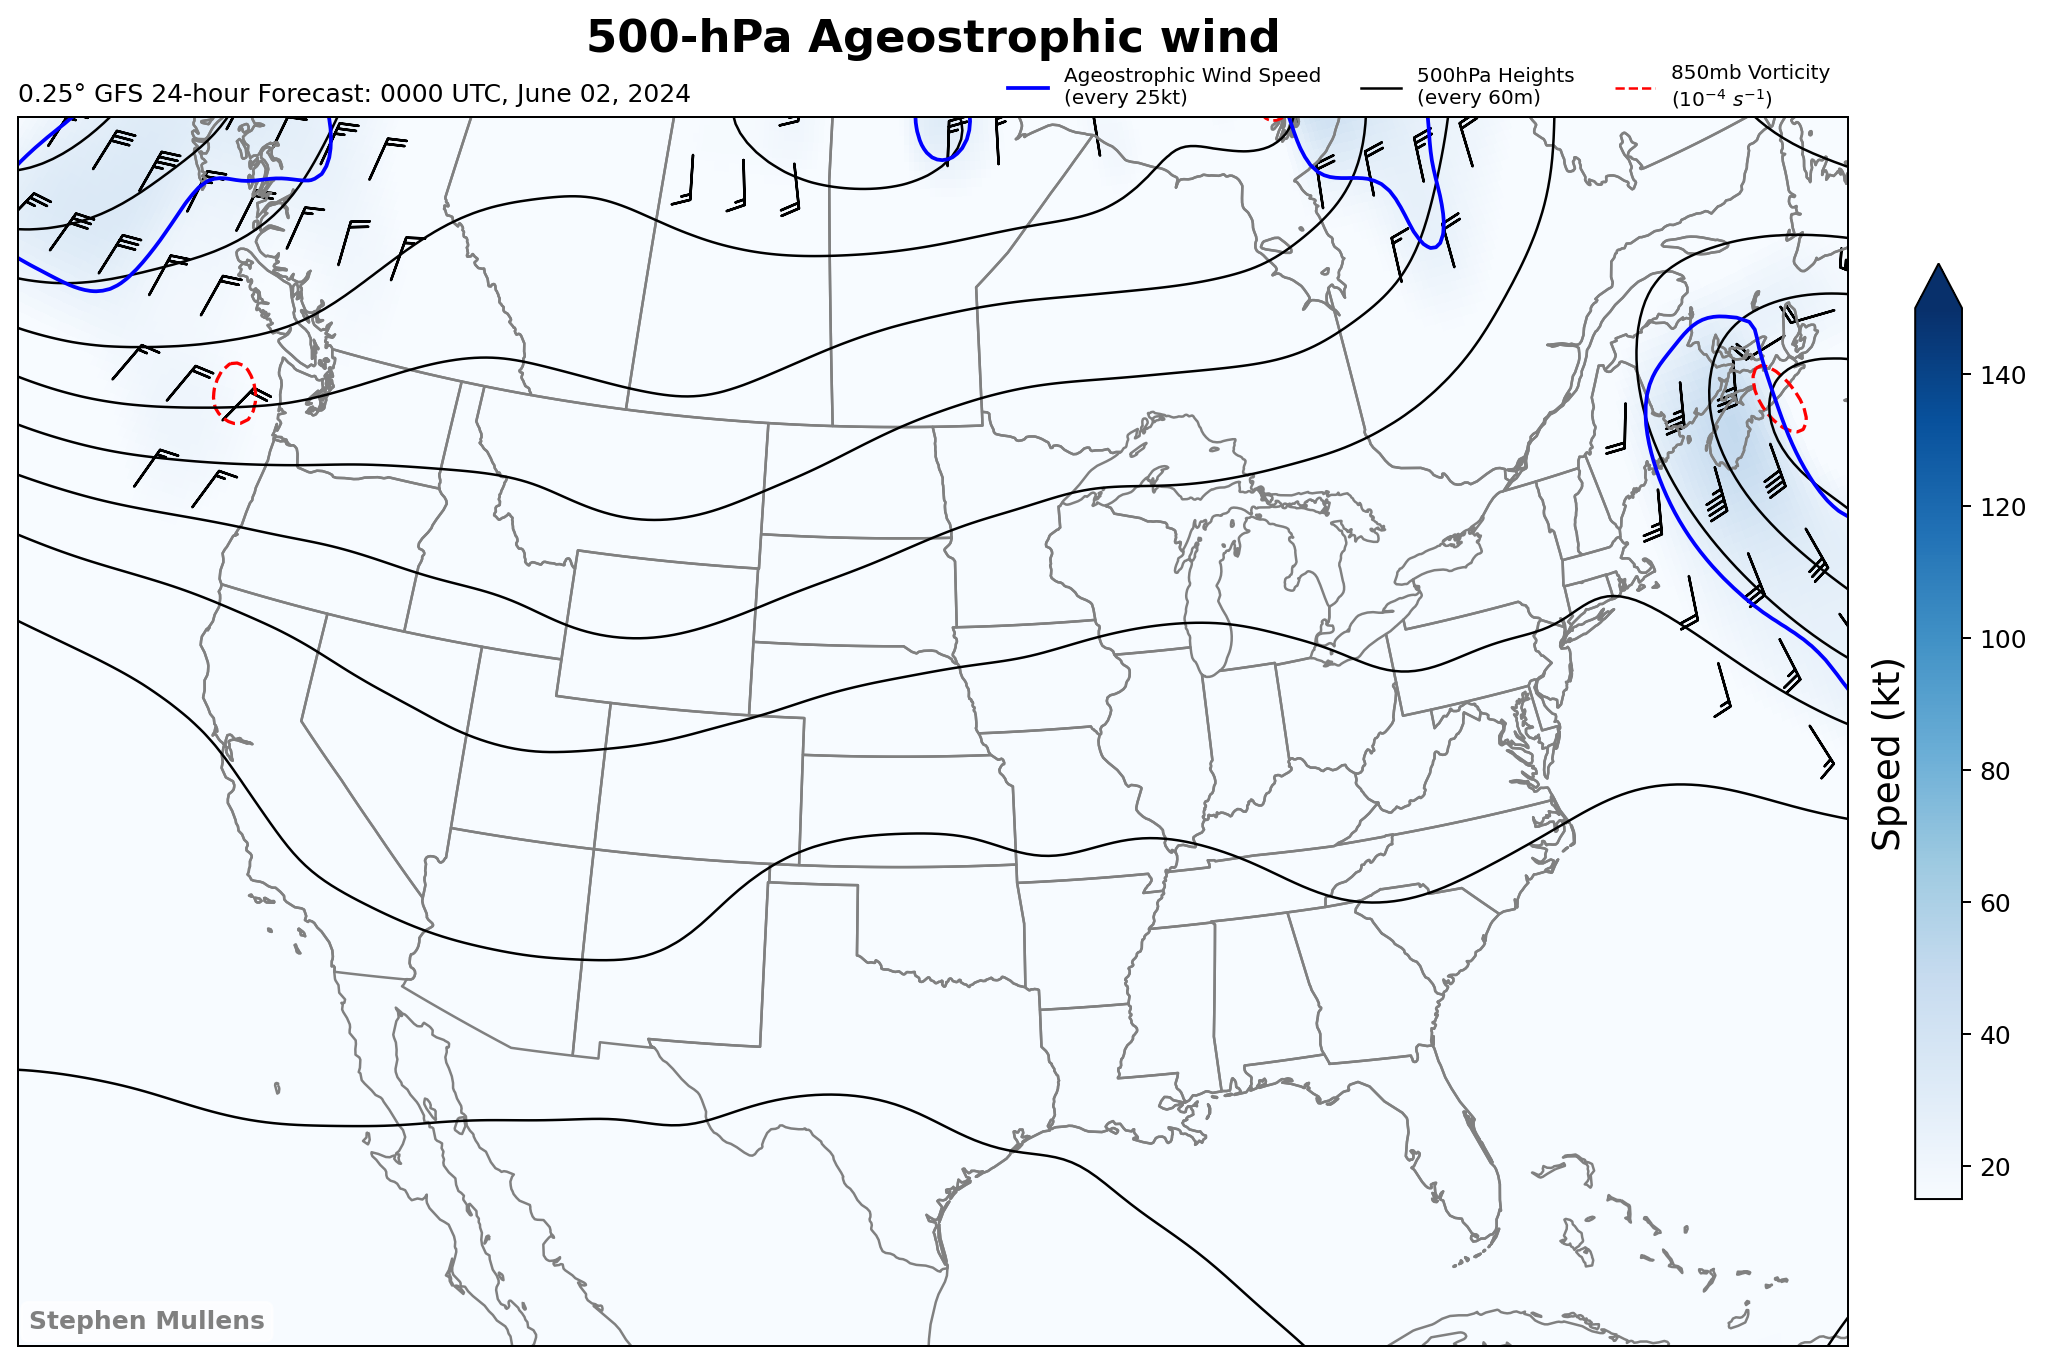 500-hPa Ageostrophic wind
0.25° GFS 24-hour Forecast: 0000 UTC, June 02, 2024
Ageostrophic Wind Speed
(every 25kt)
500hPa Heights
(every 60m)
850mb Vorticity
(10⁻⁴ s⁻¹)
140
120
100
80
60
40
20
Speed (kt)
Stephen Mullens